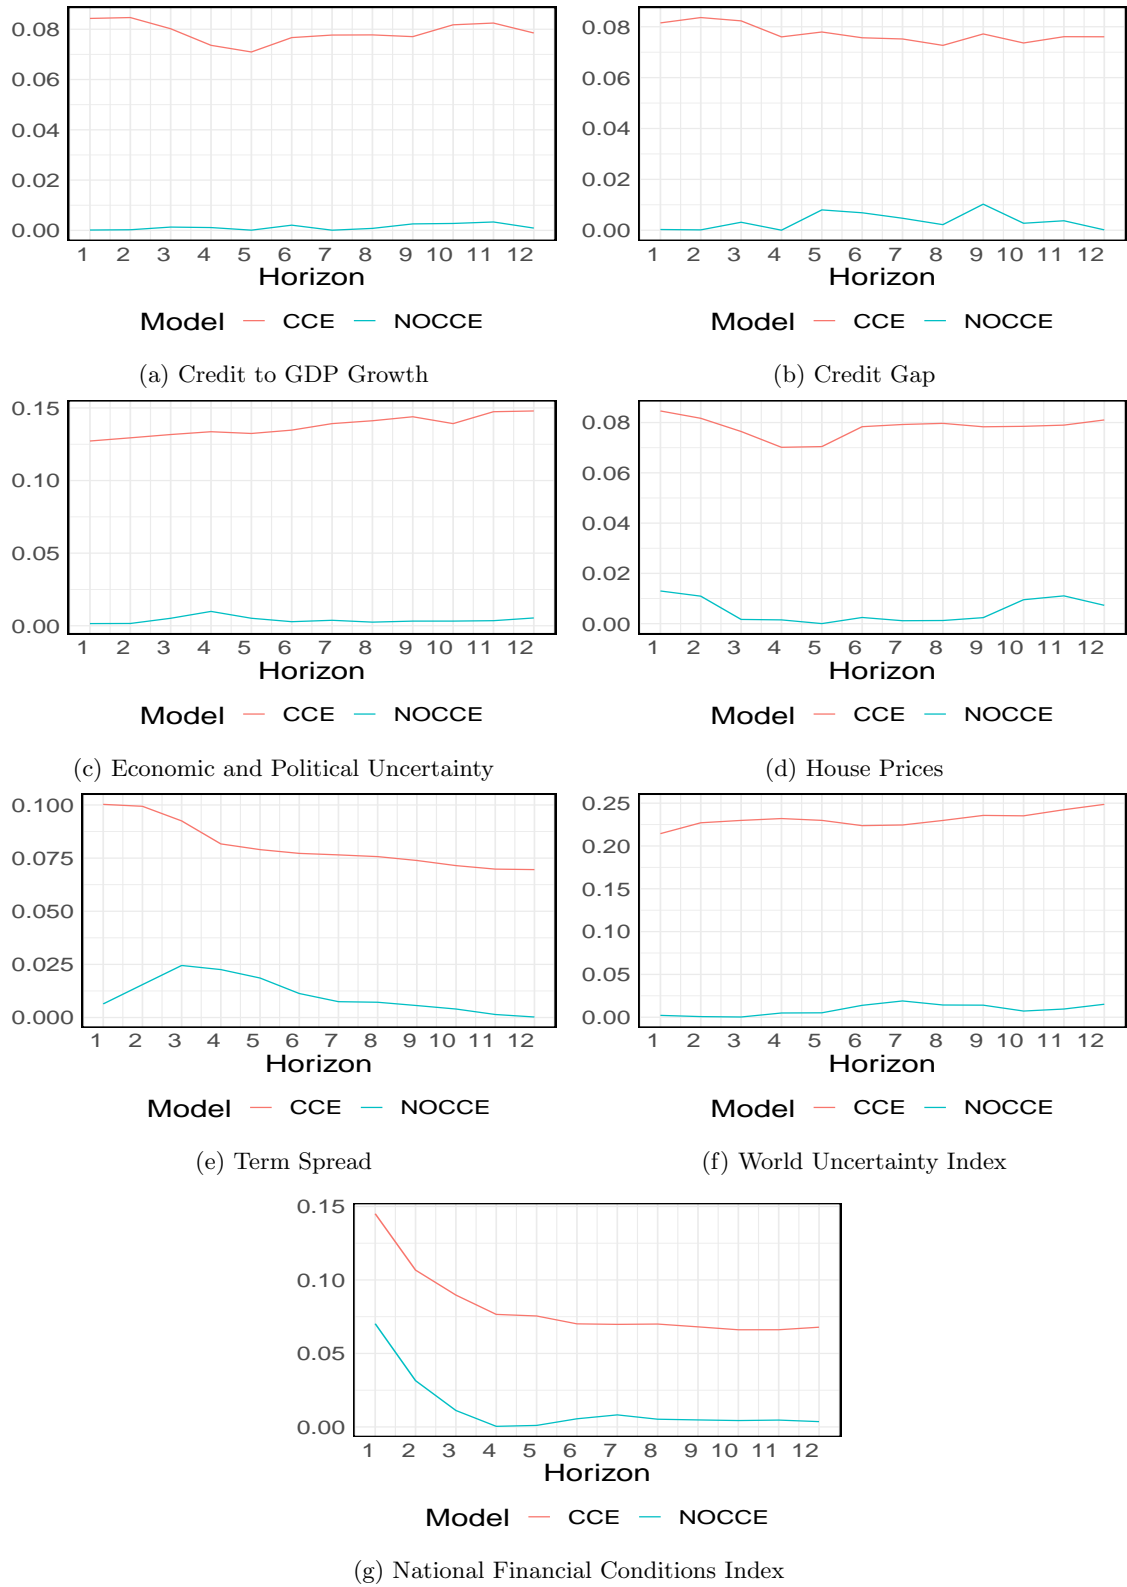 0.08
0.06
0.04
0.02
0.00
1 2 3 4 5 6 7 8 9 10 11 12
Horizon
Model CCE NOCCE
(a) Credit to GDP Growth
0.08
0.06
0.04
0.02
0.00
1 2 3 4 5 6 7 8 9 10 11 12
Horizon
Model CCE NOCCE
(b) Credit Gap
0.15
0.10
0.05
0.00
1 2 3 4 5 6 7 8 9 10 11 12
Horizon
Model CCE NOCCE
(c) Economic and Political Uncertainty
0.08
0.06
0.04
0.02
0.00
1 2 3 4 5 6 7 8 9 10 11 12
Horizon
Model CCE NOCCE
(d) House Prices
0.100
0.075
0.050
0.025
0.000
1 2 3 4 5 6 7 8 9 10 11 12
Horizon
Model CCE NOCCE
(e) Term Spread
0.25
0.20
0.15
0.10
0.05
0.00
1 2 3 4 5 6 7 8 9 10 11 12
Horizon
Model CCE NOCCE
(f) World Uncertainty Index
0.15
0.10
0.05
0.00
1 2 3 4 5 6 7 8 9 10 11 12
Horizon
Model CCE NOCCE
(g) National Financial Conditions Index